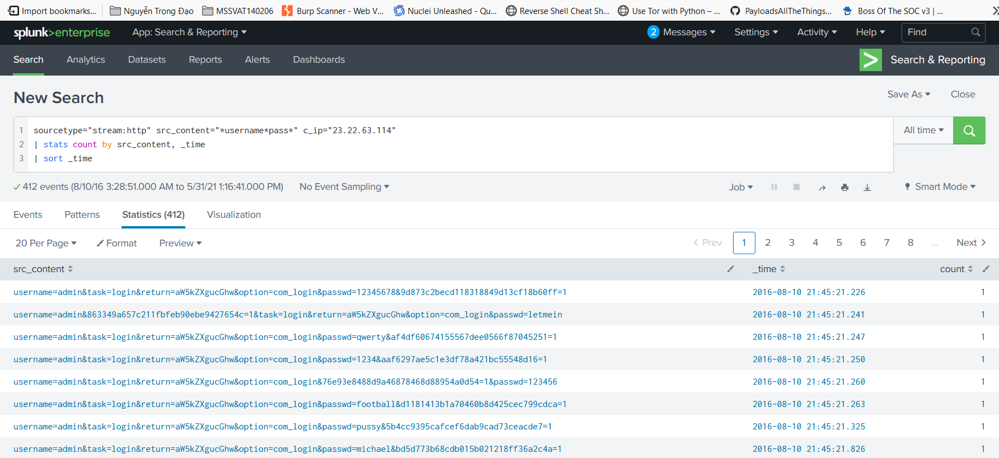 Import bookmarks... Nguyễn Trọng Đạo MSSVAT140206 Burp Scanner - Web V... Nuclei Unleashed - Qu... Reverse Shell Cheat Sh... Use Tor with Python – ... PayloadsAllTheThings... Boss Of The SOC v3 | ...
splunk>enterprise App: Search & Reporting 2 Messages Settings Activity Help Find
Search Analytics Datasets Reports Alerts Dashboards > Search & Reporting
New Search Save As Close
1 sourcetype="stream:http" src_content="*username*pass*" c_ip="23.22.63.114" All time
2 | stats count by src_content, _time
3 | sort _time
412 events (8/10/16 3:28:51.000 AM to 5/31/21 1:16:41.000 PM) No Event Sampling Job Smart Mode
Events Patterns Statistics (412) Visualization
20 Per Page Format Preview < Prev 1 2 3 4 5 6 7 8 ... Next >
src_content _time count
username=admin&task=login&return=aW5kZXgucGhw&option=com_login&passwd=12345678&9d873c2becd118318849d13cf18b60ff=1 2016-08-10 21:45:21.226 1
username=admin&863349a657c211fbfeb90ebe9427654c=1&task=login&return=aW5kZXgucGhw&option=com_login&passwd=letmein 2016-08-10 21:45:21.241 1
username=admin&task=login&return=aW5kZXgucGhw&option=com_login&passwd=qwerty&af4df60674155567dee0566f87045251=1 2016-08-10 21:45:21.247 1
username=admin&task=login&return=aW5kZXgucGhw&option=com_login&passwd=1234&aaf6297ae5c1e3df78a421bc55548d16=1 2016-08-10 21:45:21.250 1
username=admin&task=login&return=aW5kZXgucGhw&option=com_login&76e93e8488d9a46878468d88954a0d54=1&passwd=123456 2016-08-10 21:45:21.260 1
username=admin&task=login&return=aW5kZXgucGhw&option=com_login&passwd=football&d1181413b1a70460b8d425cec799cdca=1 2016-08-10 21:45:21.263 1
username=admin&task=login&return=aW5kZXgucGhw&option=com_login&passwd=pussy&5b4cc9395cafcef6dab9cad73ceacde7=1 2016-08-10 21:45:21.325 1
username=admin&task=login&return=aW5kZXgucGhw&option=com_login&passwd=michael&bd5d773b68cdb015b021218ff36a2c4a=1 2016-08-10 21:45:21.826 1